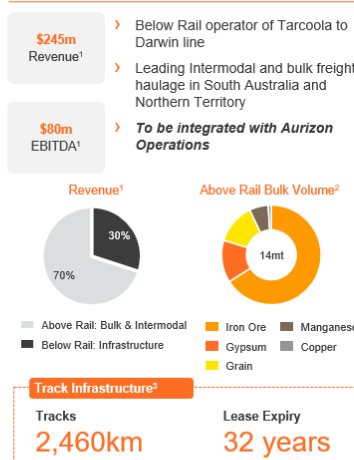 $245m
Revenue¹
› Below Rail operator of Tarcoola to
Darwin line
› Leading Intermodal and bulk freight
haulage in South Australia and
Northern Territory
$80m
EBITDA¹
› To be integrated with Aurizon
Operations
Revenue¹
30%
70%
Above Rail: Bulk & Intermodal
Below Rail: Infrastructure
Above Rail Bulk Volume²
14mt
Iron Ore
Manganese
Gypsum
Copper
Grain
Track Infrastructure³
Tracks
2,460km
Lease Expiry
32 years